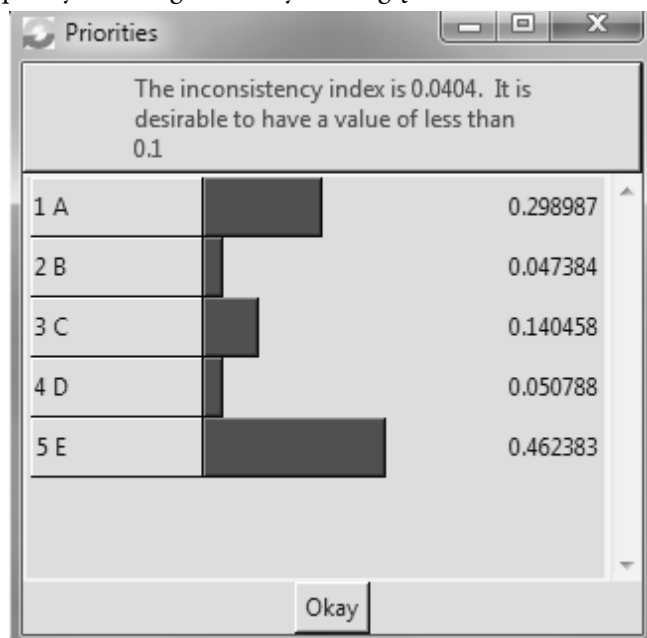 Priorities
The inconsistency index is 0.0404. It is
desirable to have a value of less than
0.1
1 A 0.298987
2 B 0.047384
3 C 0.140458
4 D 0.050788
5 E 0.462383
Okay